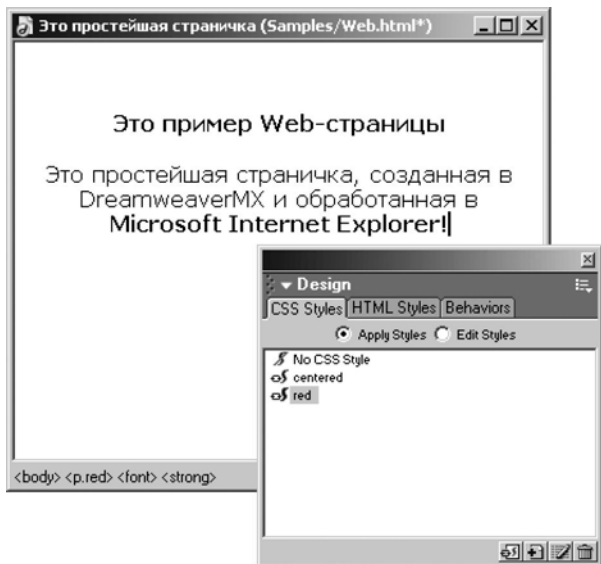 Это простейшая страничка (Samples/Web.html*)
Это пример Web-страницы
Это простейшая страничка, созданная в
DreamweaverMX и обработанная в
Microsoft Internet Explorer!
Design
CSS Styles HTML Styles Behaviors
Apply Styles Edit Styles
No CSS Style
centered
red
<body> <p.red> <font> <strong>